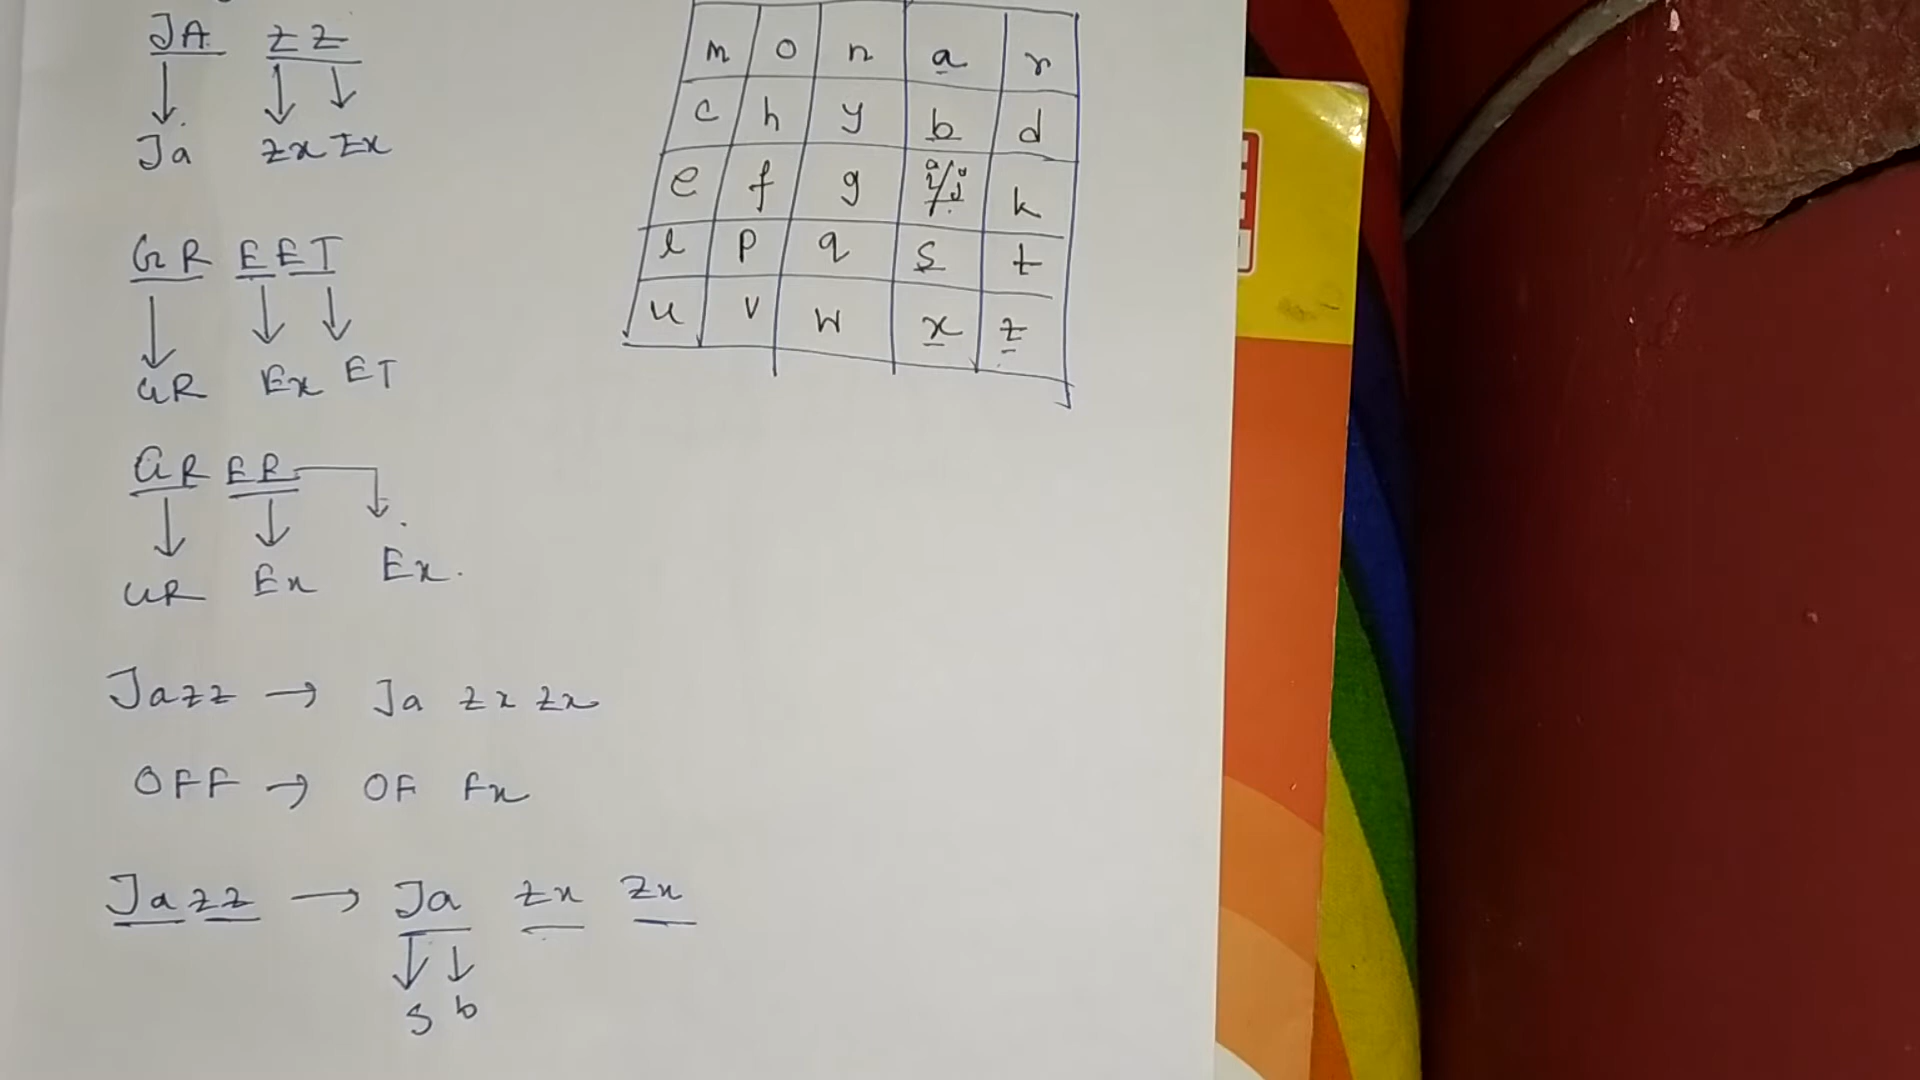 JA ZZ
Ja Zx Zx
GR EET
GR Ex ET
GR EE
GR Ex Ex.
Jazz → Ja zx zx
OFF → OF Fx
Jazz → Ja zx zx
s b
m o n a r
c h y b d
e f g i/j k
l p q s t
u v w x z